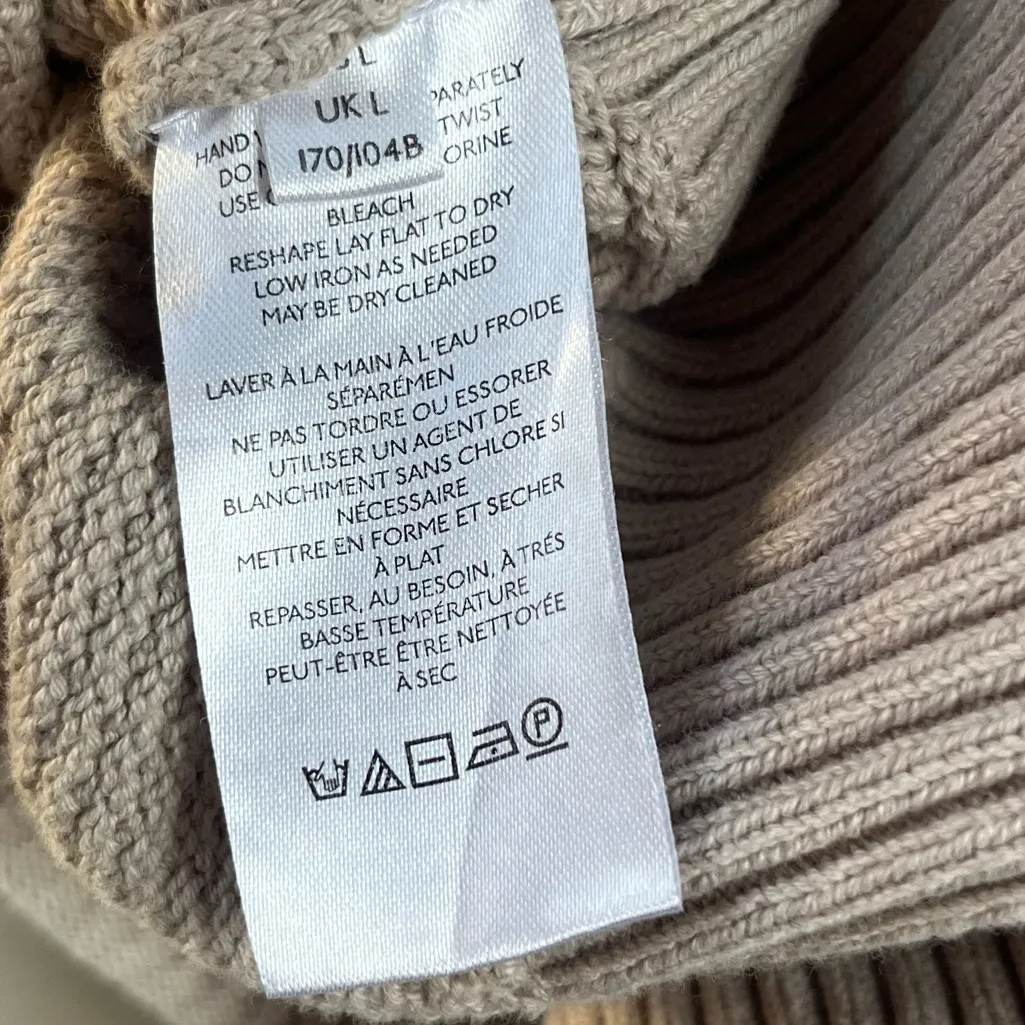 UK L
170/104B
HAND
ARATELY
DO
TWIST
USE
ORINE
BLEACH
RESHAPE LAY FLAT TO DRY
LOW IRON AS NEEDED
MAY BE DRY CLEANED
LAVER À LA MAIN À L'EAU FROIDE
SÉPARÉMEN
NE PAS TORDRE OU ESSORER
UTILISER UN AGENT DE
BLANCHIMENT SANS CHLORE SI
NÉCESSAIRE
METTRE EN FORME ET SECHER
À PLAT
REPASSER, AU BESOIN, À TRÉS
BASSE TEMPÉRATURE
PEUT-ÊTRE ÊTRE NETTOYÉE
À SEC
P